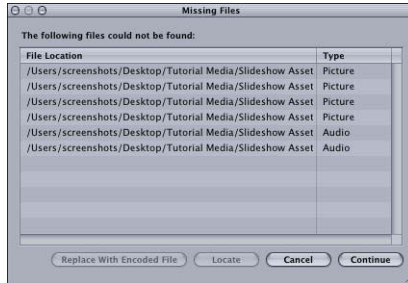 Missing Files
The following files could not be found:
File Location Type
/Users/screenshots/Desktop/Tutorial Media/Slideshow Asset Picture
/Users/screenshots/Desktop/Tutorial Media/Slideshow Asset Picture
/Users/screenshots/Desktop/Tutorial Media/Slideshow Asset Picture
/Users/screenshots/Desktop/Tutorial Media/Slideshow Asset Picture
/Users/screenshots/Desktop/Tutorial Media/Slideshow Asset Audio
/Users/screenshots/Desktop/Tutorial Media/Slideshow Asset Audio
Replace With Encoded File Locate Cancel Continue